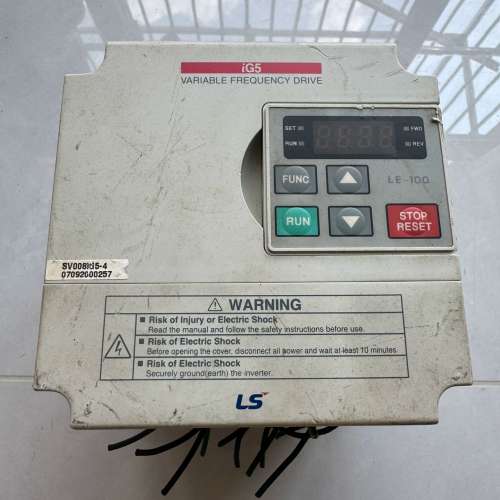 iG5
VARIABLE FREQUENCY DRIVE
SET
FWD
RUN
REV
FUNC
LE-100
RUN
STOP
RESET
07092000257
WARNING
Risk of Injury or Electric Shock
Read the manual and follow the safety instructions before use.
Risk of Electric Shock
Before opening the cover, disconnect all power and wait at least 10 minutes.
Risk of Electric Shock
Securely ground(earth) the inverter.
LS